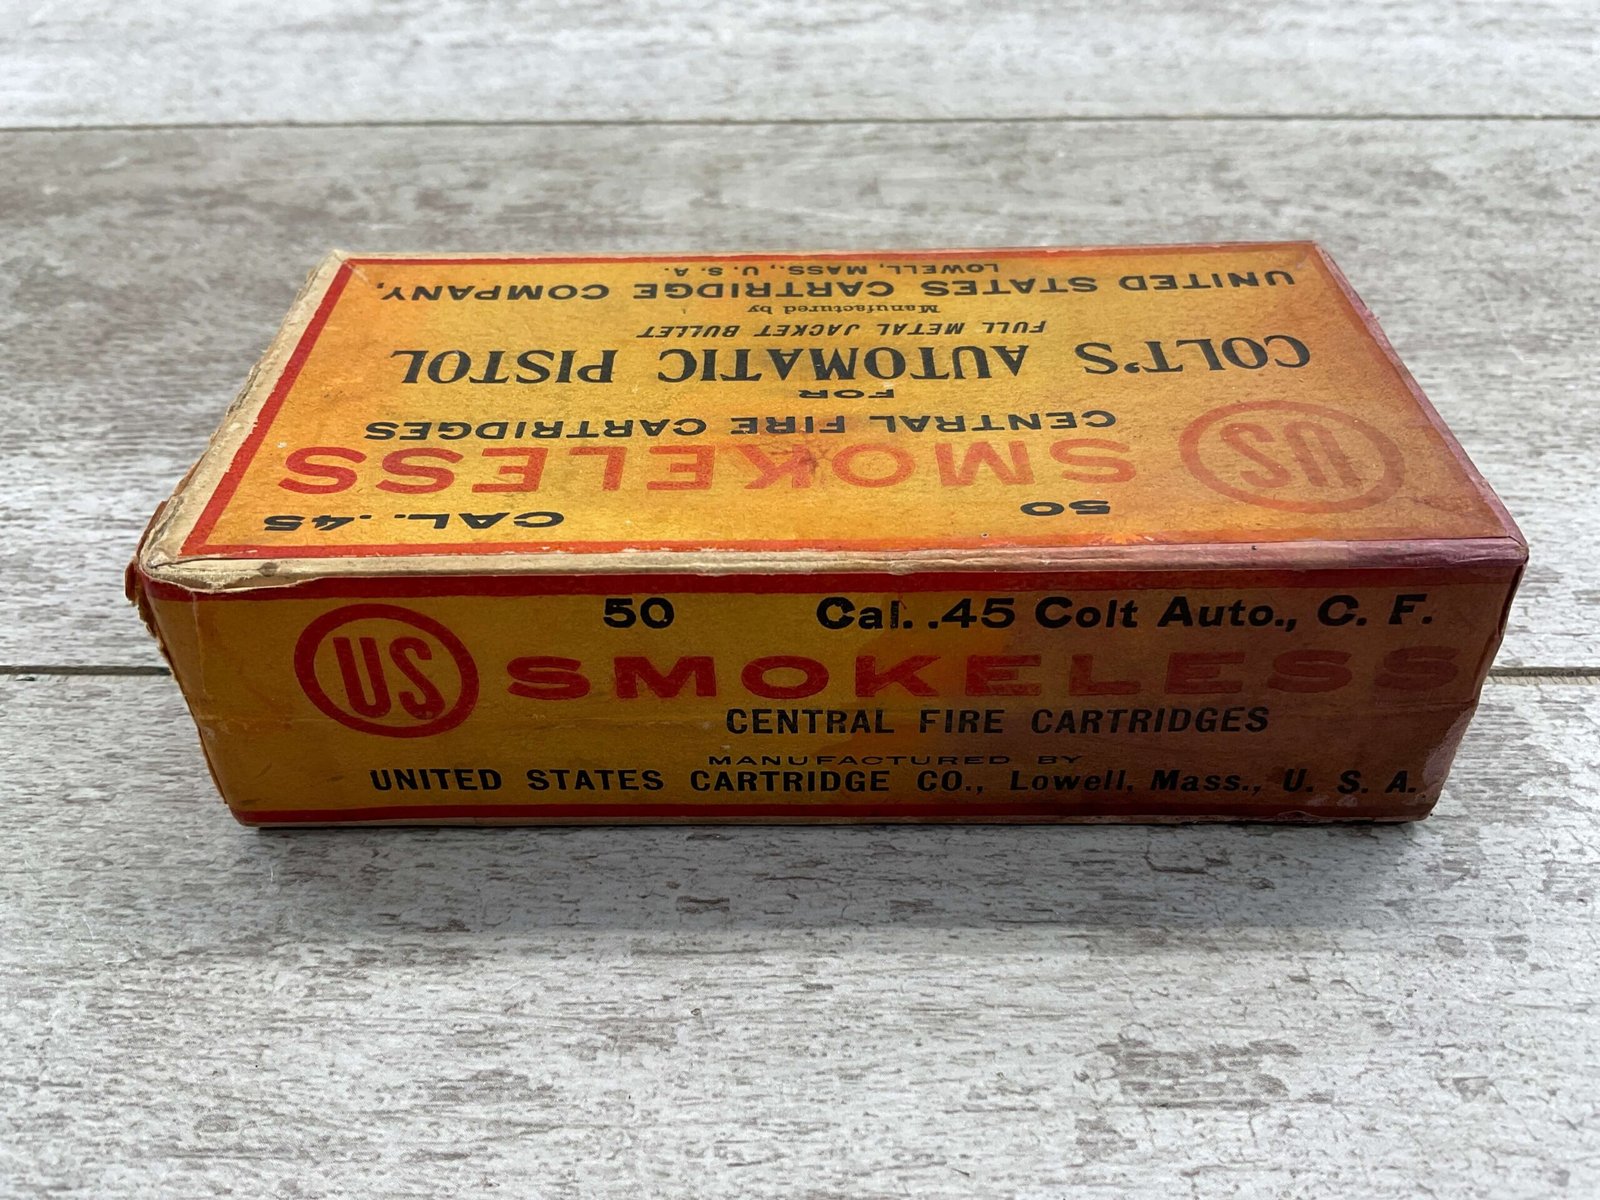 50 CAL. .45
US SMOKELESS
CENTRAL FIRE CARTRIDGES
FOR
COLT'S AUTOMATIC PISTOL
FULL METAL JACKET BULLET
Manufactured by
UNITED STATES CARTRIDGE COMPANY,
LOWELL, MASS., U.S.A.
50 Cal. .45 Colt Auto., C. F.
US SMOKELESS
CENTRAL FIRE CARTRIDGES
MANUFACTURED BY
UNITED STATES CARTRIDGE CO., Lowell, Mass., U. S. A.